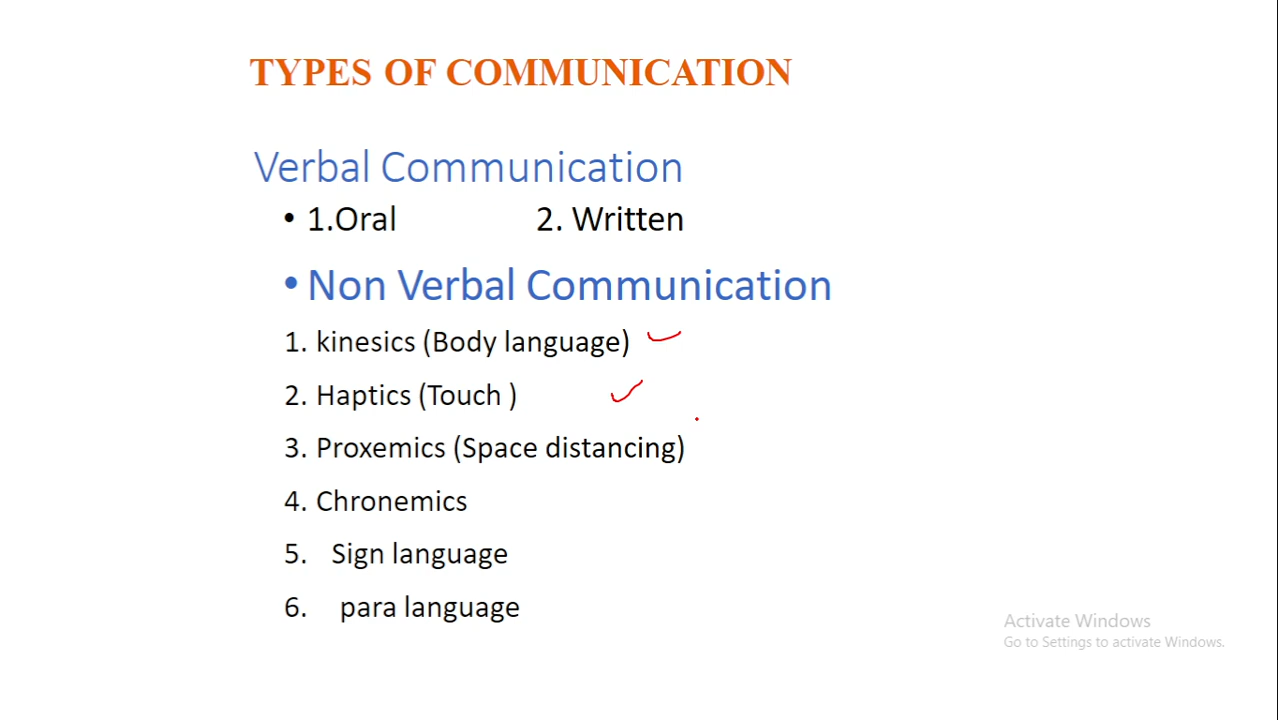 TYPES OF COMMUNICATION
Verbal Communication
• 1.Oral 2. Written
• Non Verbal Communication
1. kinesics (Body language)
2. Haptics (Touch )
3. Proxemics (Space distancing)
4. Chronemics
5. Sign language
6. para language
Activate Windows
Go to Settings to activate Windows.